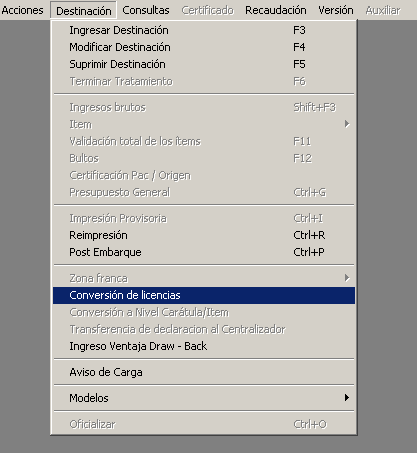 Acciones Destinación Consultas Certificado Recaudación Versión Auxiliar
Ingresar Destinación F3
Modificar Destinación F4
Suprimir Destinación F5
Terminar Tratamiento F6
Ingresos brutos Shift+F3
Item
Validación total de los ítems F11
Bultos F12
Certificación Pac / Origen
Presupuesto General Ctrl+G
Impresión Provisoria Ctrl+I
Reimpresión Ctrl+R
Post Embarque Ctrl+P
Zona franca
Conversión de licencias
Conversión a Nivel Carátula/Item
Transferencia de declaracion al Centralizador
Ingreso Ventaja Draw - Back
Aviso de Carga
Modelos
Oficializar Ctrl+O